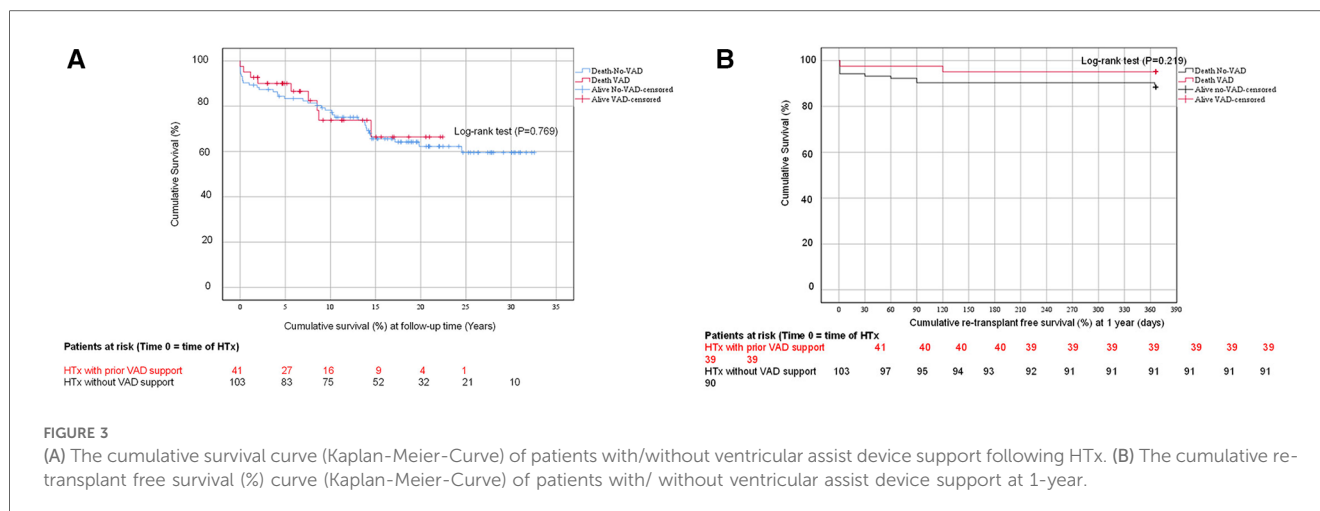 A
100
80
60
40
20
0
Cumulative Survival (%)
Death-No-VAD
Death VAD
Alive No-VAD-censored
Alive VAD-censored
Log-rank test (P=0.769)
0 5 10 15 20 25 30 35
Cumulative survival (%) at follow-up time (Years)
Patients at risk (Time 0 = time of HTx)
HTx with prior VAD support 41 27 16 9 4 1
HTx without VAD support 103 83 75 52 32 21 10
B
100
80
60
40
20
0
Cumulative Survival (%)
Log-rank test (P=0.219)
Death No-VAD
Death VAD
Alive no-VAD-censored
Alive VAD-censored
0 30 60 90 120 150 180 210 240 270 300 330 360 390
Cumulative re-transplant free survival (%) at 1 year (days)
Patients at risk (Time 0 = time of HTx
HTx with prior VAD support 41 40 40 40 39 39 39 39 39 39 39
39 39
HTx without VAD support 103 97 95 94 93 92 91 91 91 91 91 91
90
FIGURE 3
(A) The cumulative survival curve (Kaplan-Meier-Curve) of patients with/without ventricular assist device support following HTx. (B) The cumulative re-
transplant free survival (%) curve (Kaplan-Meier-Curve) of patients with/ without ventricular assist device support at 1-year.